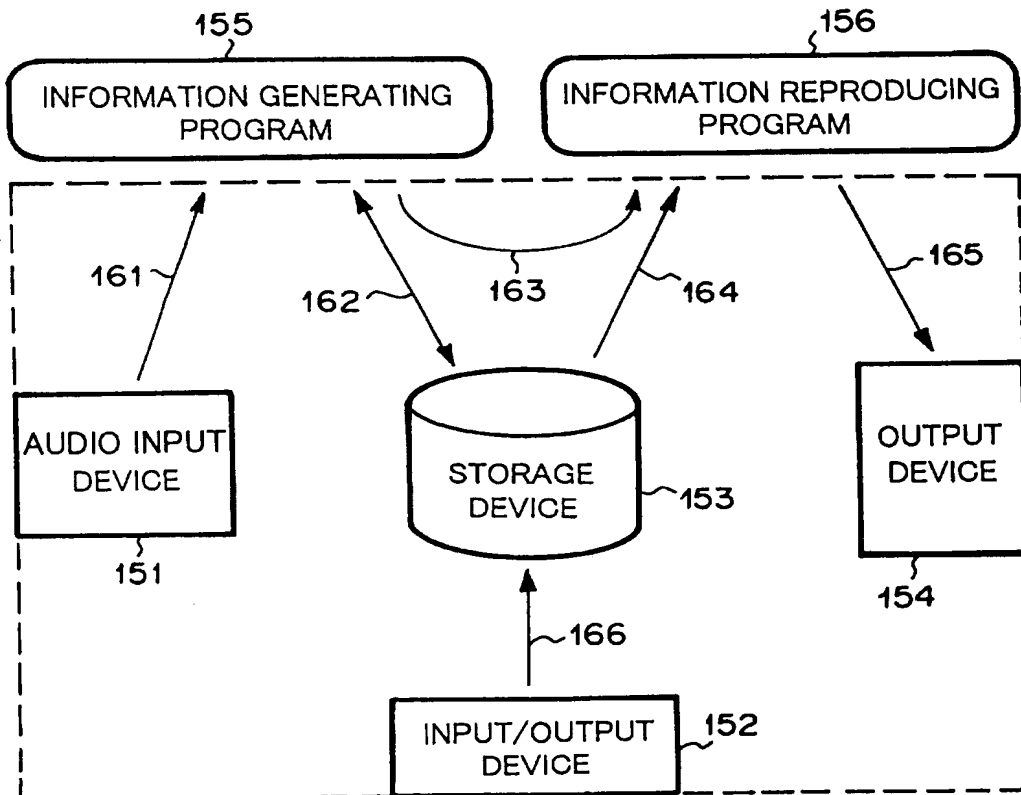 155
156
INFORMATION GENERATING
PROGRAM
INFORMATION REPRODUCING
PROGRAM
161
162
163
164
165
AUDIO INPUT
DEVICE
151
STORAGE
DEVICE
153
OUTPUT
DEVICE
154
166
INPUT/OUTPUT
DEVICE
152